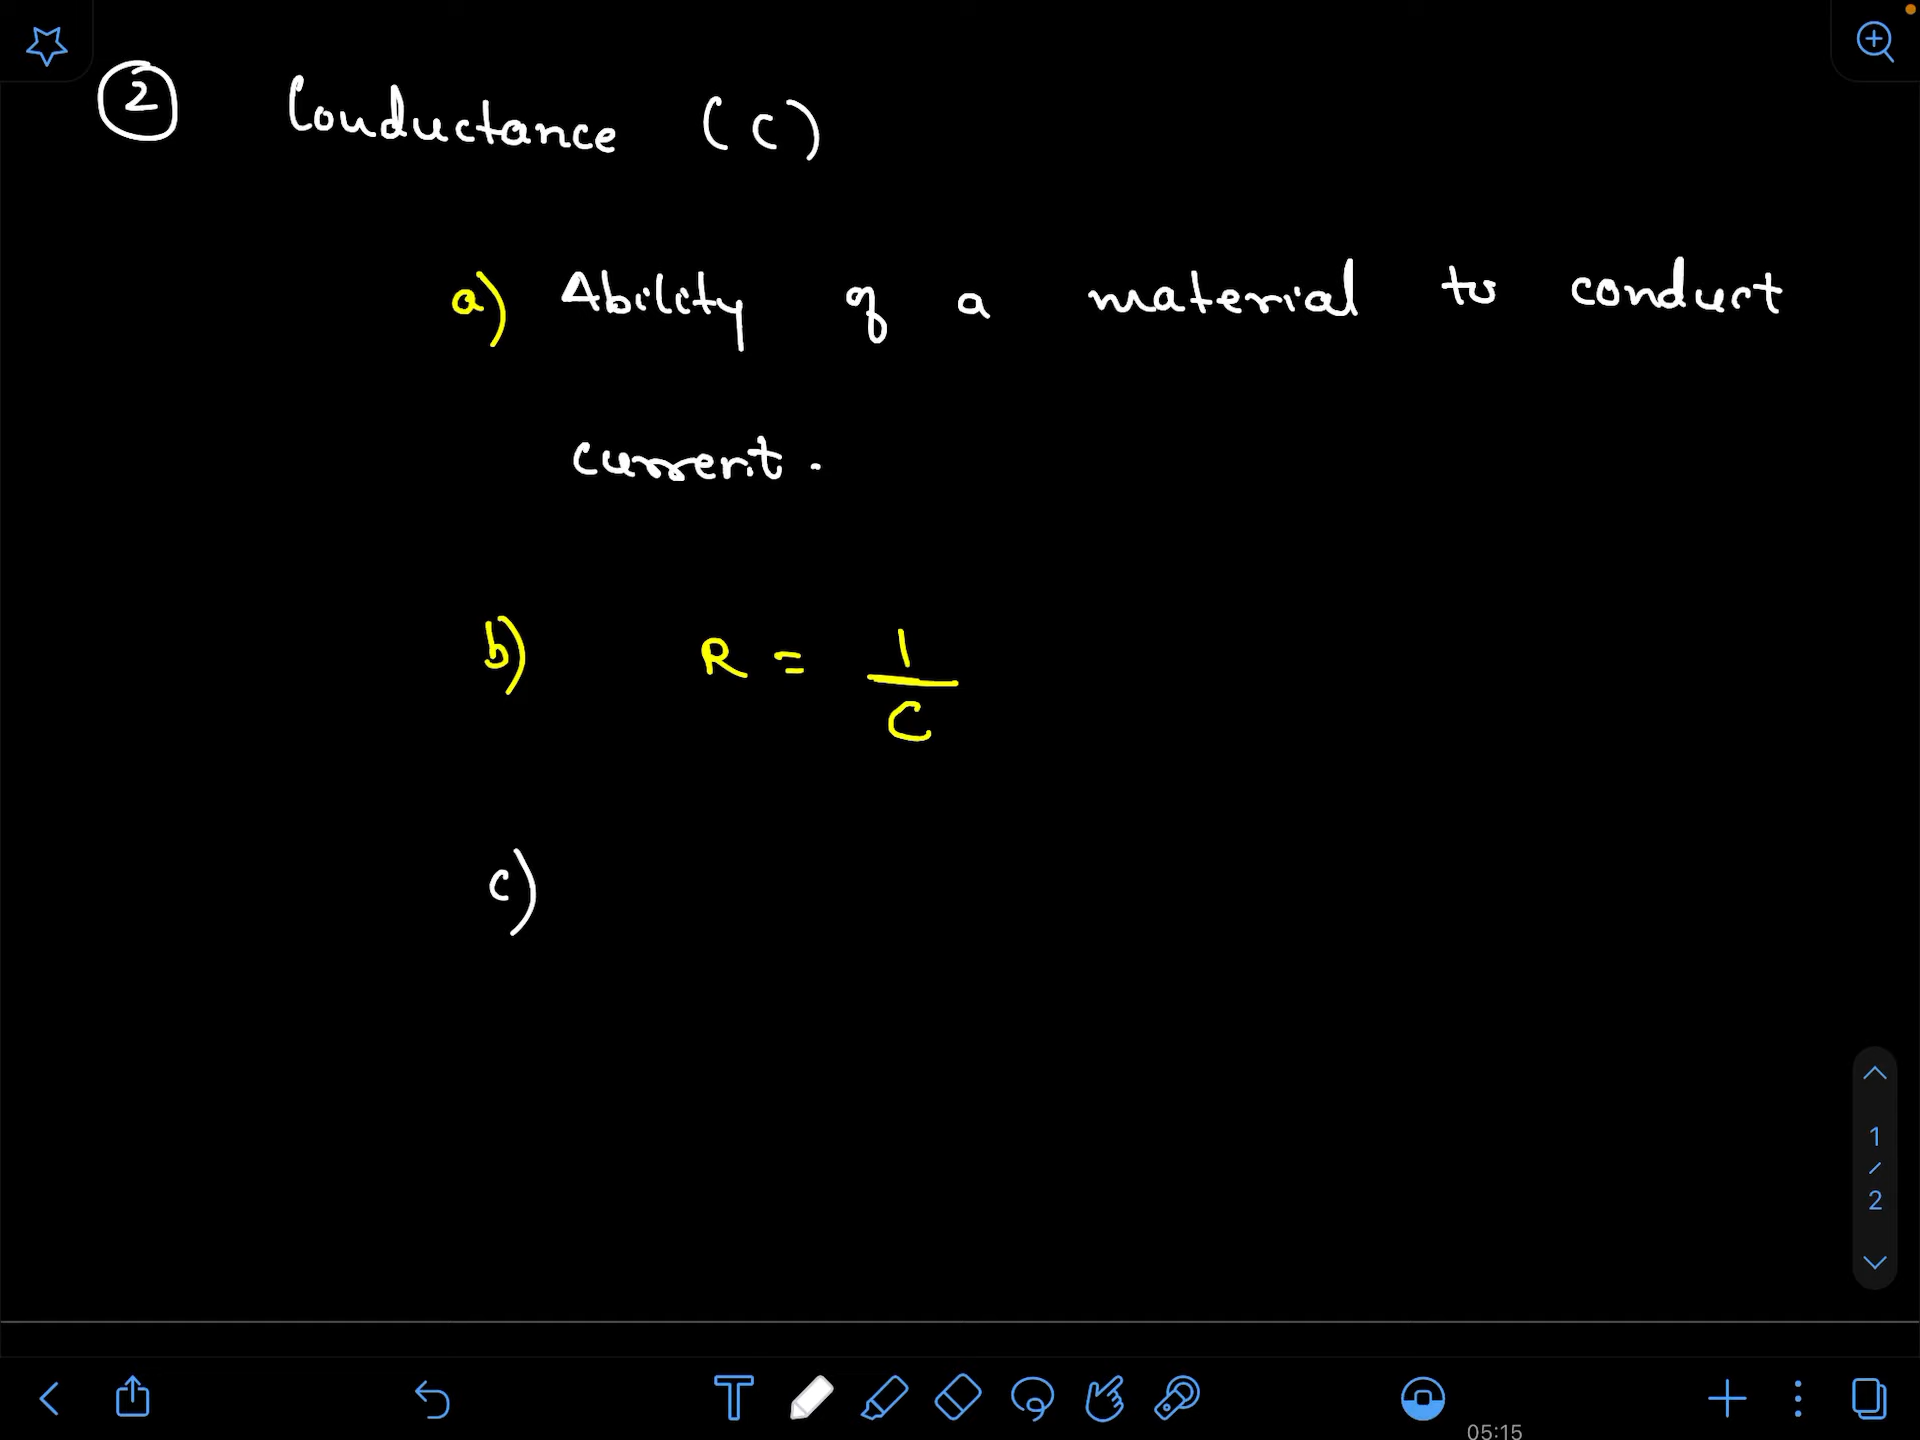 2 Conductance (C)
a) Ability of a material to conduct
current.
b) R = 1/C
c)
1
/
2
T
05:15